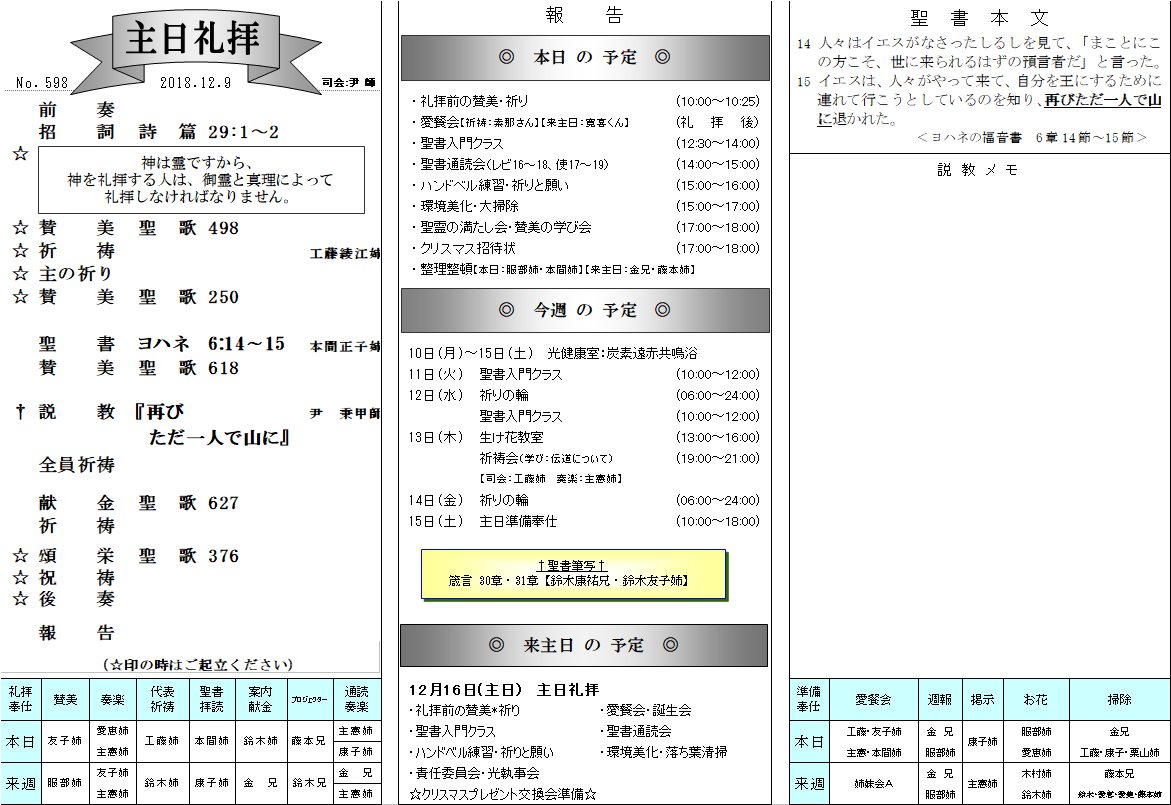 主日礼拝
No. 598 2018.12.9 司会:尹 師
前 奏
招 詞 詩 篇 29:1～2
☆
神は霊ですから、
神を礼拝する人は、御霊と真理によって
礼拝しなければなりません。
☆ 賛 美 聖 歌 498
☆ 祈 祷 工藤綾江姉
☆ 主の祈り
☆ 賛 美 聖 歌 250
聖 書 ヨハネ 6:14～15 本間正子姉
賛 美 聖 歌 618
† 説 教 『再び 尹 秉甲師
ただ一人で山に』
全員祈祷
献 金 聖 歌 627
祈 祷
☆ 頌 栄 聖 歌 376
☆ 祝 祷
☆ 後 奏
報 告
(☆印の時はご起立ください)
礼拝奉仕 賛美 奏楽 代表祈祷 聖書拝読 案内献金 プロジェクター 通読奏楽
本日 友子姉 愛恵姉 主憲姉 工藤姉 本間姉 鈴木姉 藤本兄 主憲姉 康子姉
来週 服部姉 友子姉 主憲姉 鈴木姉 康子姉 金 兄 鈴木兄 金 兄 主憲姉
報 告
◎ 本日 の 予定 ◎
・礼拝前の賛美・祈り (10:00～10:25)
・愛餐会【祈祷：素那さん】【来主日：寛喜くん】 (礼 拝 後)
・聖書入門クラス (12:30～14:00)
・聖書通読会(レビ16～18、使17～19) (14:00～15:00)
・ハンドベル練習・祈りと願い (15:00～16:00)
・環境美化・大掃除 (15:00～17:00)
・聖霊の満たし会・賛美の学び会 (17:00～18:00)
・クリスマス招待状 (17:00～18:00)
・整理整頓【本日：服部姉・本間姉】【来主日：金兄・藤本姉】
◎ 今週 の 予定 ◎
10日(月)～15日(土) 光健康室：炭素遠赤共鳴浴
11日(火) 聖書入門クラス (10:00～12:00)
12日(水) 祈りの輪 (06:00～24:00)
聖書入門クラス (10:00～12:00)
13日(木) 生け花教室 (13:00～16:00)
祈祷会(学び：伝道について) (19:00～21:00)
【司会：工藤姉 奏楽：主憲姉】
14日(金) 祈りの輪 (06:00～24:00)
15日(土) 主日準備奉仕 (10:00～18:00)
†聖書筆写†
箴言 30章・31章【鈴木康祐兄・鈴木友子姉】
◎ 来主日 の 予定 ◎
12月16日(主日) 主日礼拝
・礼拝前の賛美*祈り ・愛餐会・誕生会
・聖書入門クラス ・聖書通読会
・ハンドベル練習・祈りと願い ・環境美化・落ち葉清掃
・責任委員会・光執事会
☆クリスマスプレゼント交換会準備☆
聖 書 本 文
14 人々はイエスがなさったしるしを見て、「まことにこ
の方こそ、世に来られるはずの預言者だ」と言った。
15 イエスは、人々がやって来て、自分を王にするために
連れて行こうとしているのを知り、再びただ一人で山
に退かれた。
＜ヨハネの福音書 6章14節～15節＞
説 教 メ モ
準備奉仕 愛餐会 週報 掲示 お花 掃除
本日 工藤・友子姉 主憲・本間姉 金 兄 服部姉 康子姉 服部姉 愛恵姉 金兄 工藤・康子・栗山姉
来週 姉妹会A 金 兄 服部姉 主憲姉 木村姉 鈴木姉 藤本兄